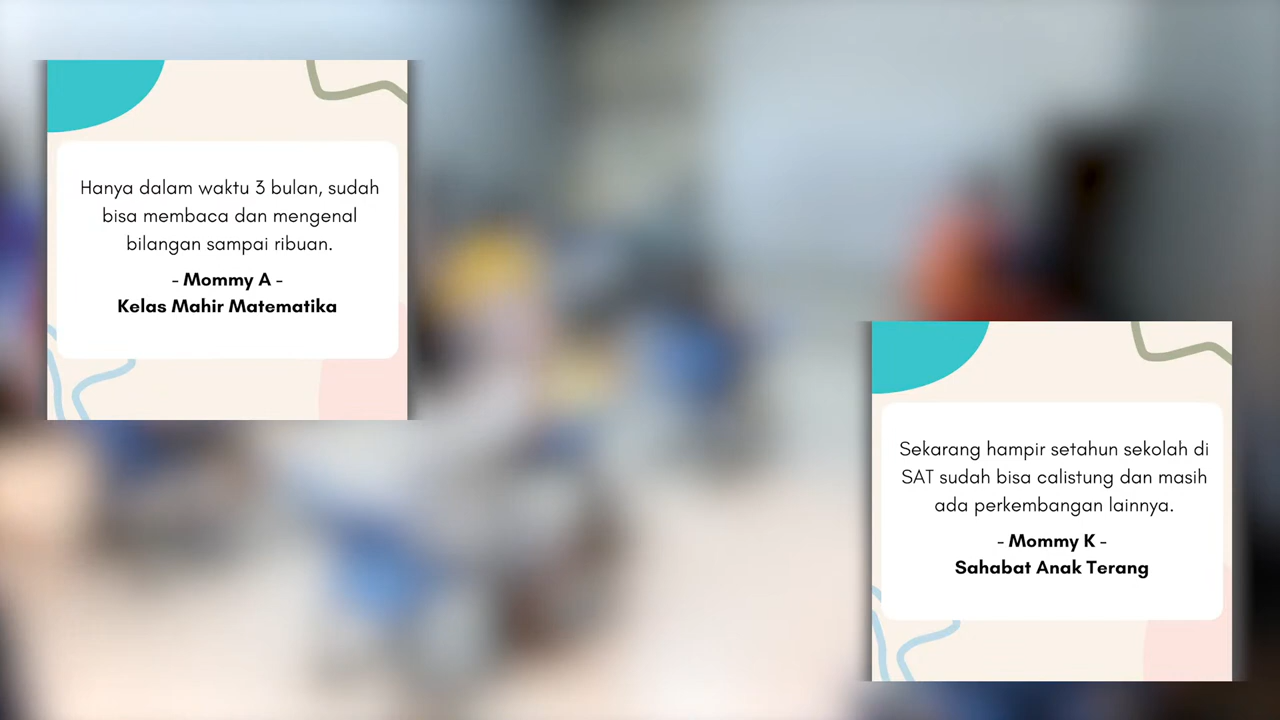 Hanya dalam waktu 3 bulan, sudah
bisa membaca dan mengenal
bilangan sampai ribuan.
- Mommy A -
Kelas Mahir Matematika
Sekarang hampir setahun sekolah di
SAT sudah bisa calistung dan masih
ada perkembangan lainnya.
- Mommy K -
Sahabat Anak Terang